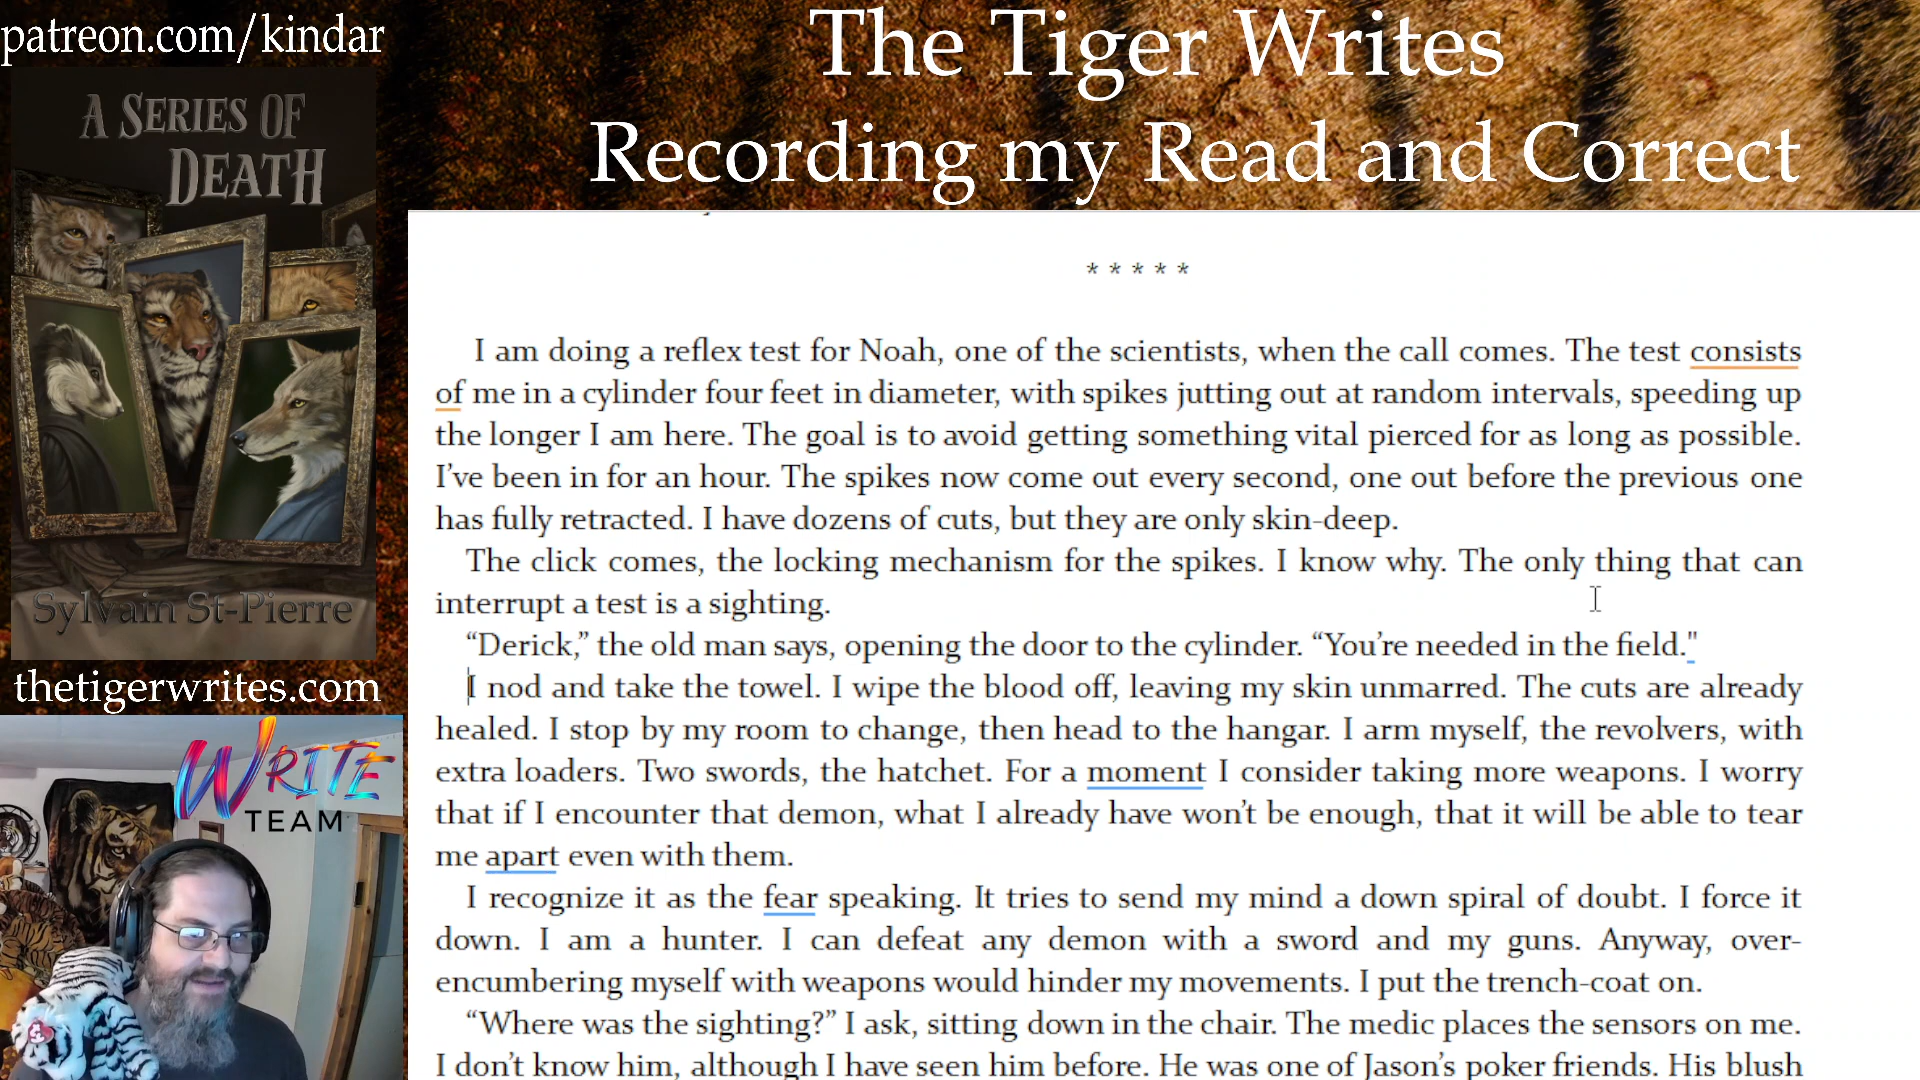 patreon.com/kindar
A SERIES OF
DEATH
Sylvain St-Pierre
thetigerwrites.com
WRITE
TEAM
The Tiger Writes
Recording my Read and Correct
* * * * *
I am doing a reflex test for Noah, one of the scientists, when the call comes. The test consists
of me in a cylinder four feet in diameter, with spikes jutting out at random intervals, speeding up
the longer I am here. The goal is to avoid getting something vital pierced for as long as possible.
I’ve been in for an hour. The spikes now come out every second, one out before the previous one
has fully retracted. I have dozens of cuts, but they are only skin-deep.
The click comes, the locking mechanism for the spikes. I know why. The only thing that can
interrupt a test is a sighting.
“Derick,” the old man says, opening the door to the cylinder. “You’re needed in the field."
I nod and take the towel. I wipe the blood off, leaving my skin unmarred. The cuts are already
healed. I stop by my room to change, then head to the hangar. I arm myself, the revolvers, with
extra loaders. Two swords, the hatchet. For a moment I consider taking more weapons. I worry
that if I encounter that demon, what I already have won’t be enough, that it will be able to tear
me apart even with them.
I recognize it as the fear speaking. It tries to send my mind a down spiral of doubt. I force it
down. I am a hunter. I can defeat any demon with a sword and my guns. Anyway, over-
encumbering myself with weapons would hinder my movements. I put the trench-coat on.
“Where was the sighting?” I ask, sitting down in the chair. The medic places the sensors on me.
I don’t know him, although I have seen him before. He was one of Jason’s poker friends. His blush